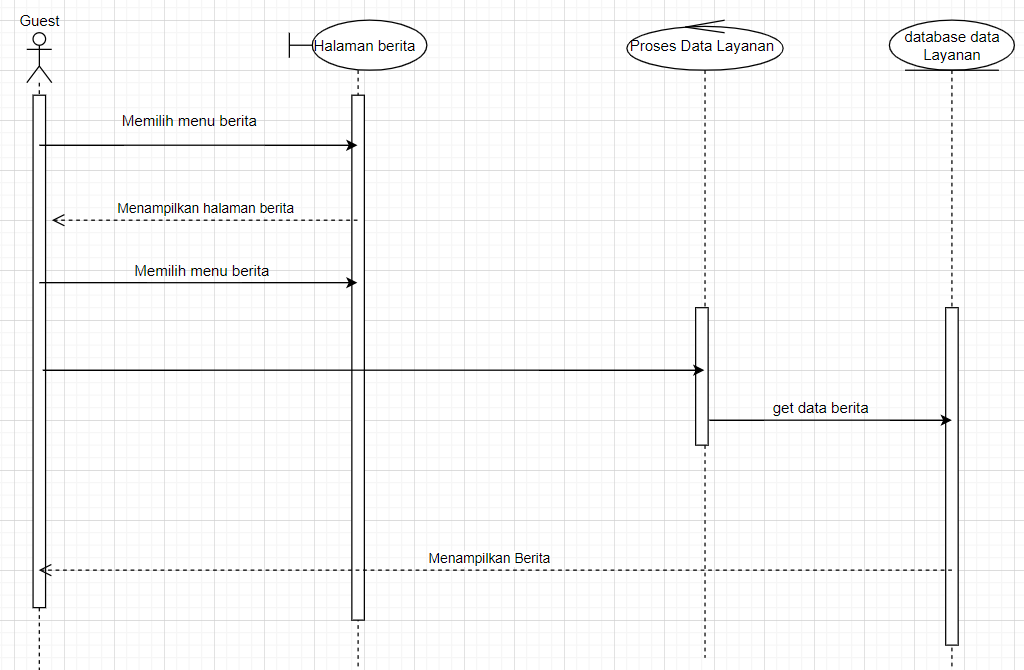 Guest
Halaman berita
Proses Data Layanan
database data
Layanan
Memilih menu berita
Menampilkan halaman berita
Memilih menu berita
get data berita
Menampilkan Berita